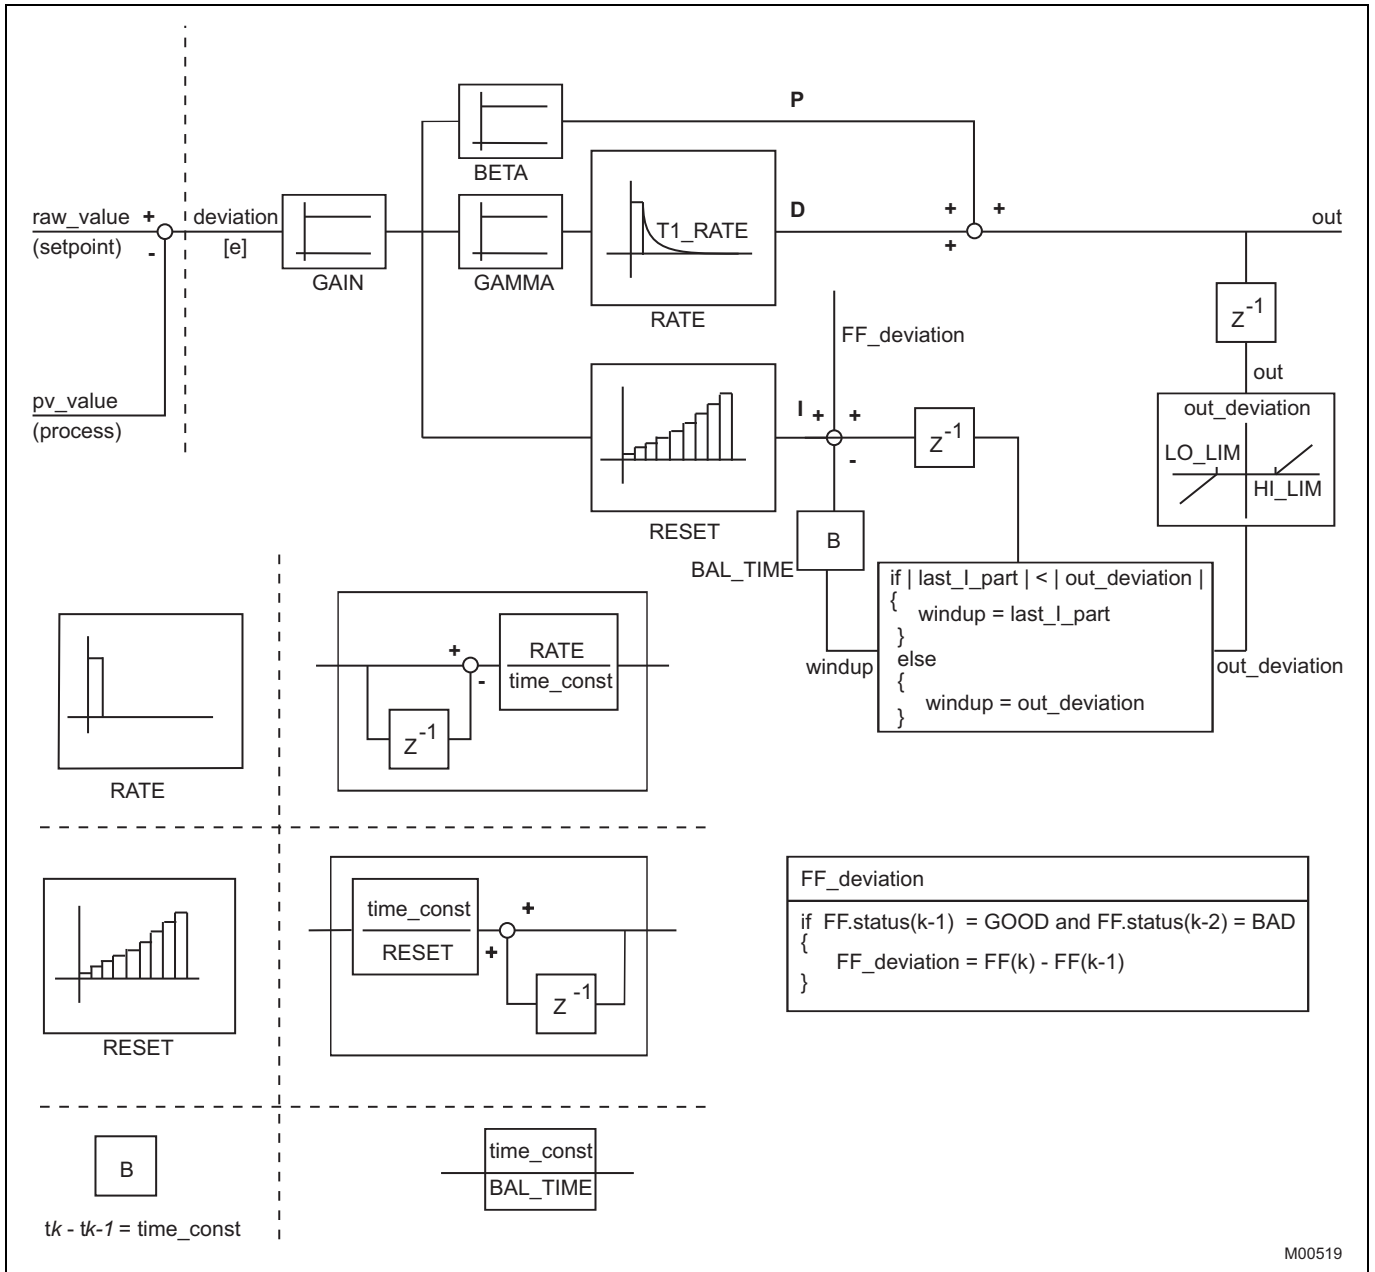 P
BETA
raw_value + deviation
(setpoint) - [e]
GAIN
GAMMA
T1_RATE
RATE
D
+ +
+
out
FF_deviation
Z-1
out
pv_value
(process)
I + +
-
Z-1
out_deviation
LO_LIM
HI_LIM
RESET
B
BAL_TIME
if | last_I_part | < | out_deviation |
{
windup = last_I_part
}
else
{
windup = out_deviation
}
windup
out_deviation
RATE
+
-
RATE
time_const
Z-1
RESET
time_const
RESET
+
+
Z-1
FF_deviation
if FF.status(k-1) = GOOD and FF.status(k-2) = BAD
{
FF_deviation = FF(k) - FF(k-1)
}
B
tk - tk-1 = time_const
time_const
BAL_TIME
M00519